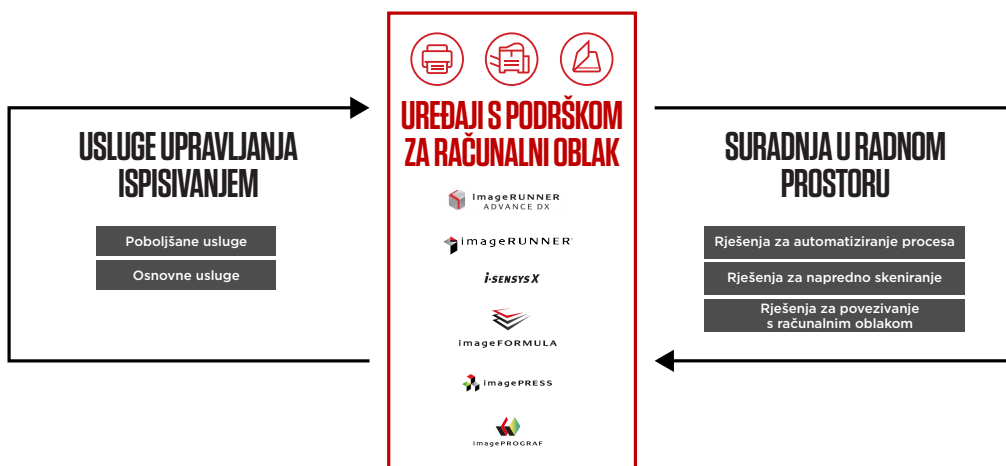 USLUGE UPRAVLJANJA
ISPISIVANJEM
Poboljšane usluge
Osnovne usluge
UREĐAJI S PODRŠKOM
ZA RAČUNALNI OBLAK
imageRUNNER
ADVANCE DX
imageRUNNER
i-SENSYS X
imageFORMULA
imagePRESS
imagePROGRAF
SURADNJA U RADNOM
PROSTORU
Rješenja za automatiziranje procesa
Rješenja za napredno skeniranje
Rješenja za povezivanje
s računalnim oblakom